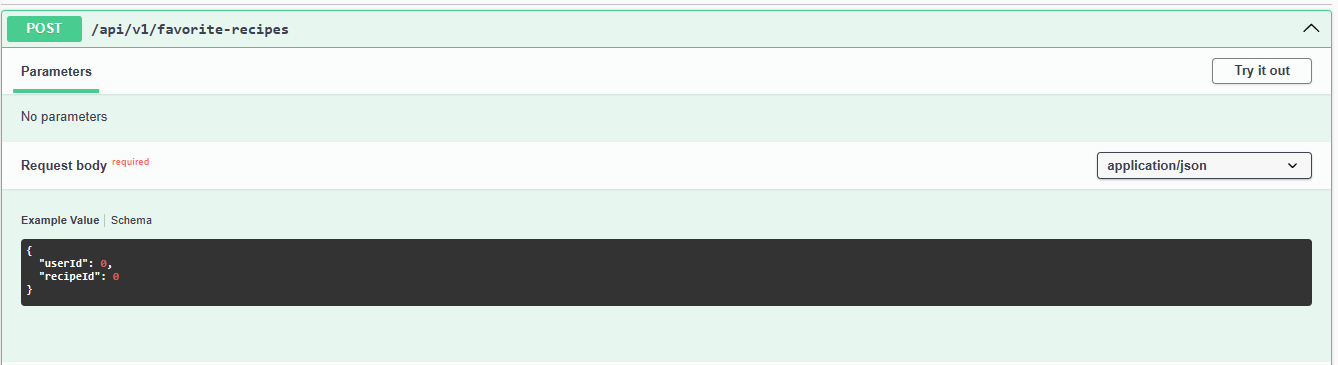 POST /api/v1/favorite-recipes
Parameters Try it out
No parameters
Request body required application/json
Example Value Schema
{
"userId": 0,
"recipeId": 0
}